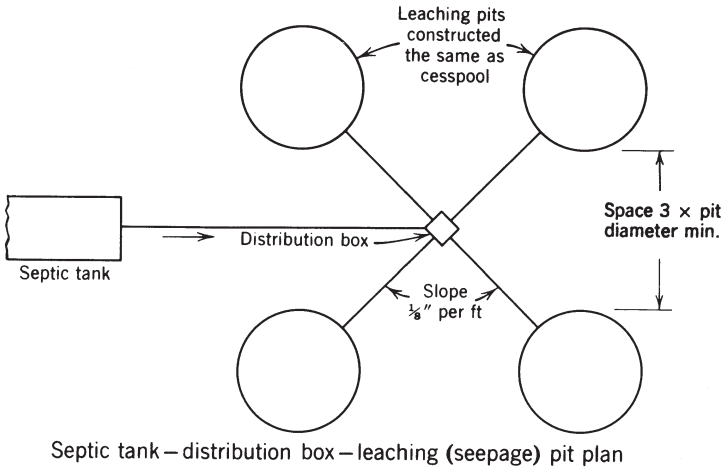 Leaching pits
constructed
the same as
cesspool
Space 3 × pit
diameter min.
Distribution box
Septic tank
Slope
⅛" per ft
Septic tank — distribution box — leaching (seepage) pit plan